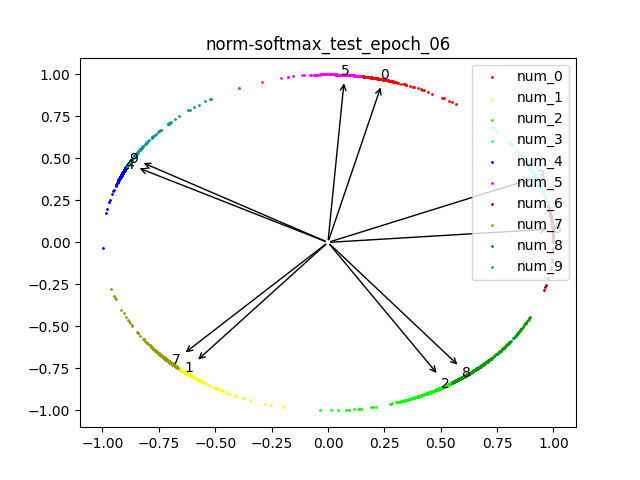 norm-softmax_test_epoch_06
1.00
0.75
0.50
0.25
0.00
−0.25
−0.50
−0.75
−1.00
−1.00
−0.75
−0.50
−0.25
0.00
0.25
0.50
0.75
1.00
num_0
num_1
num_2
num_3
num_4
num_5
num_6
num_7
num_8
num_9
5
0
9
4
3
6
7
1
8
2